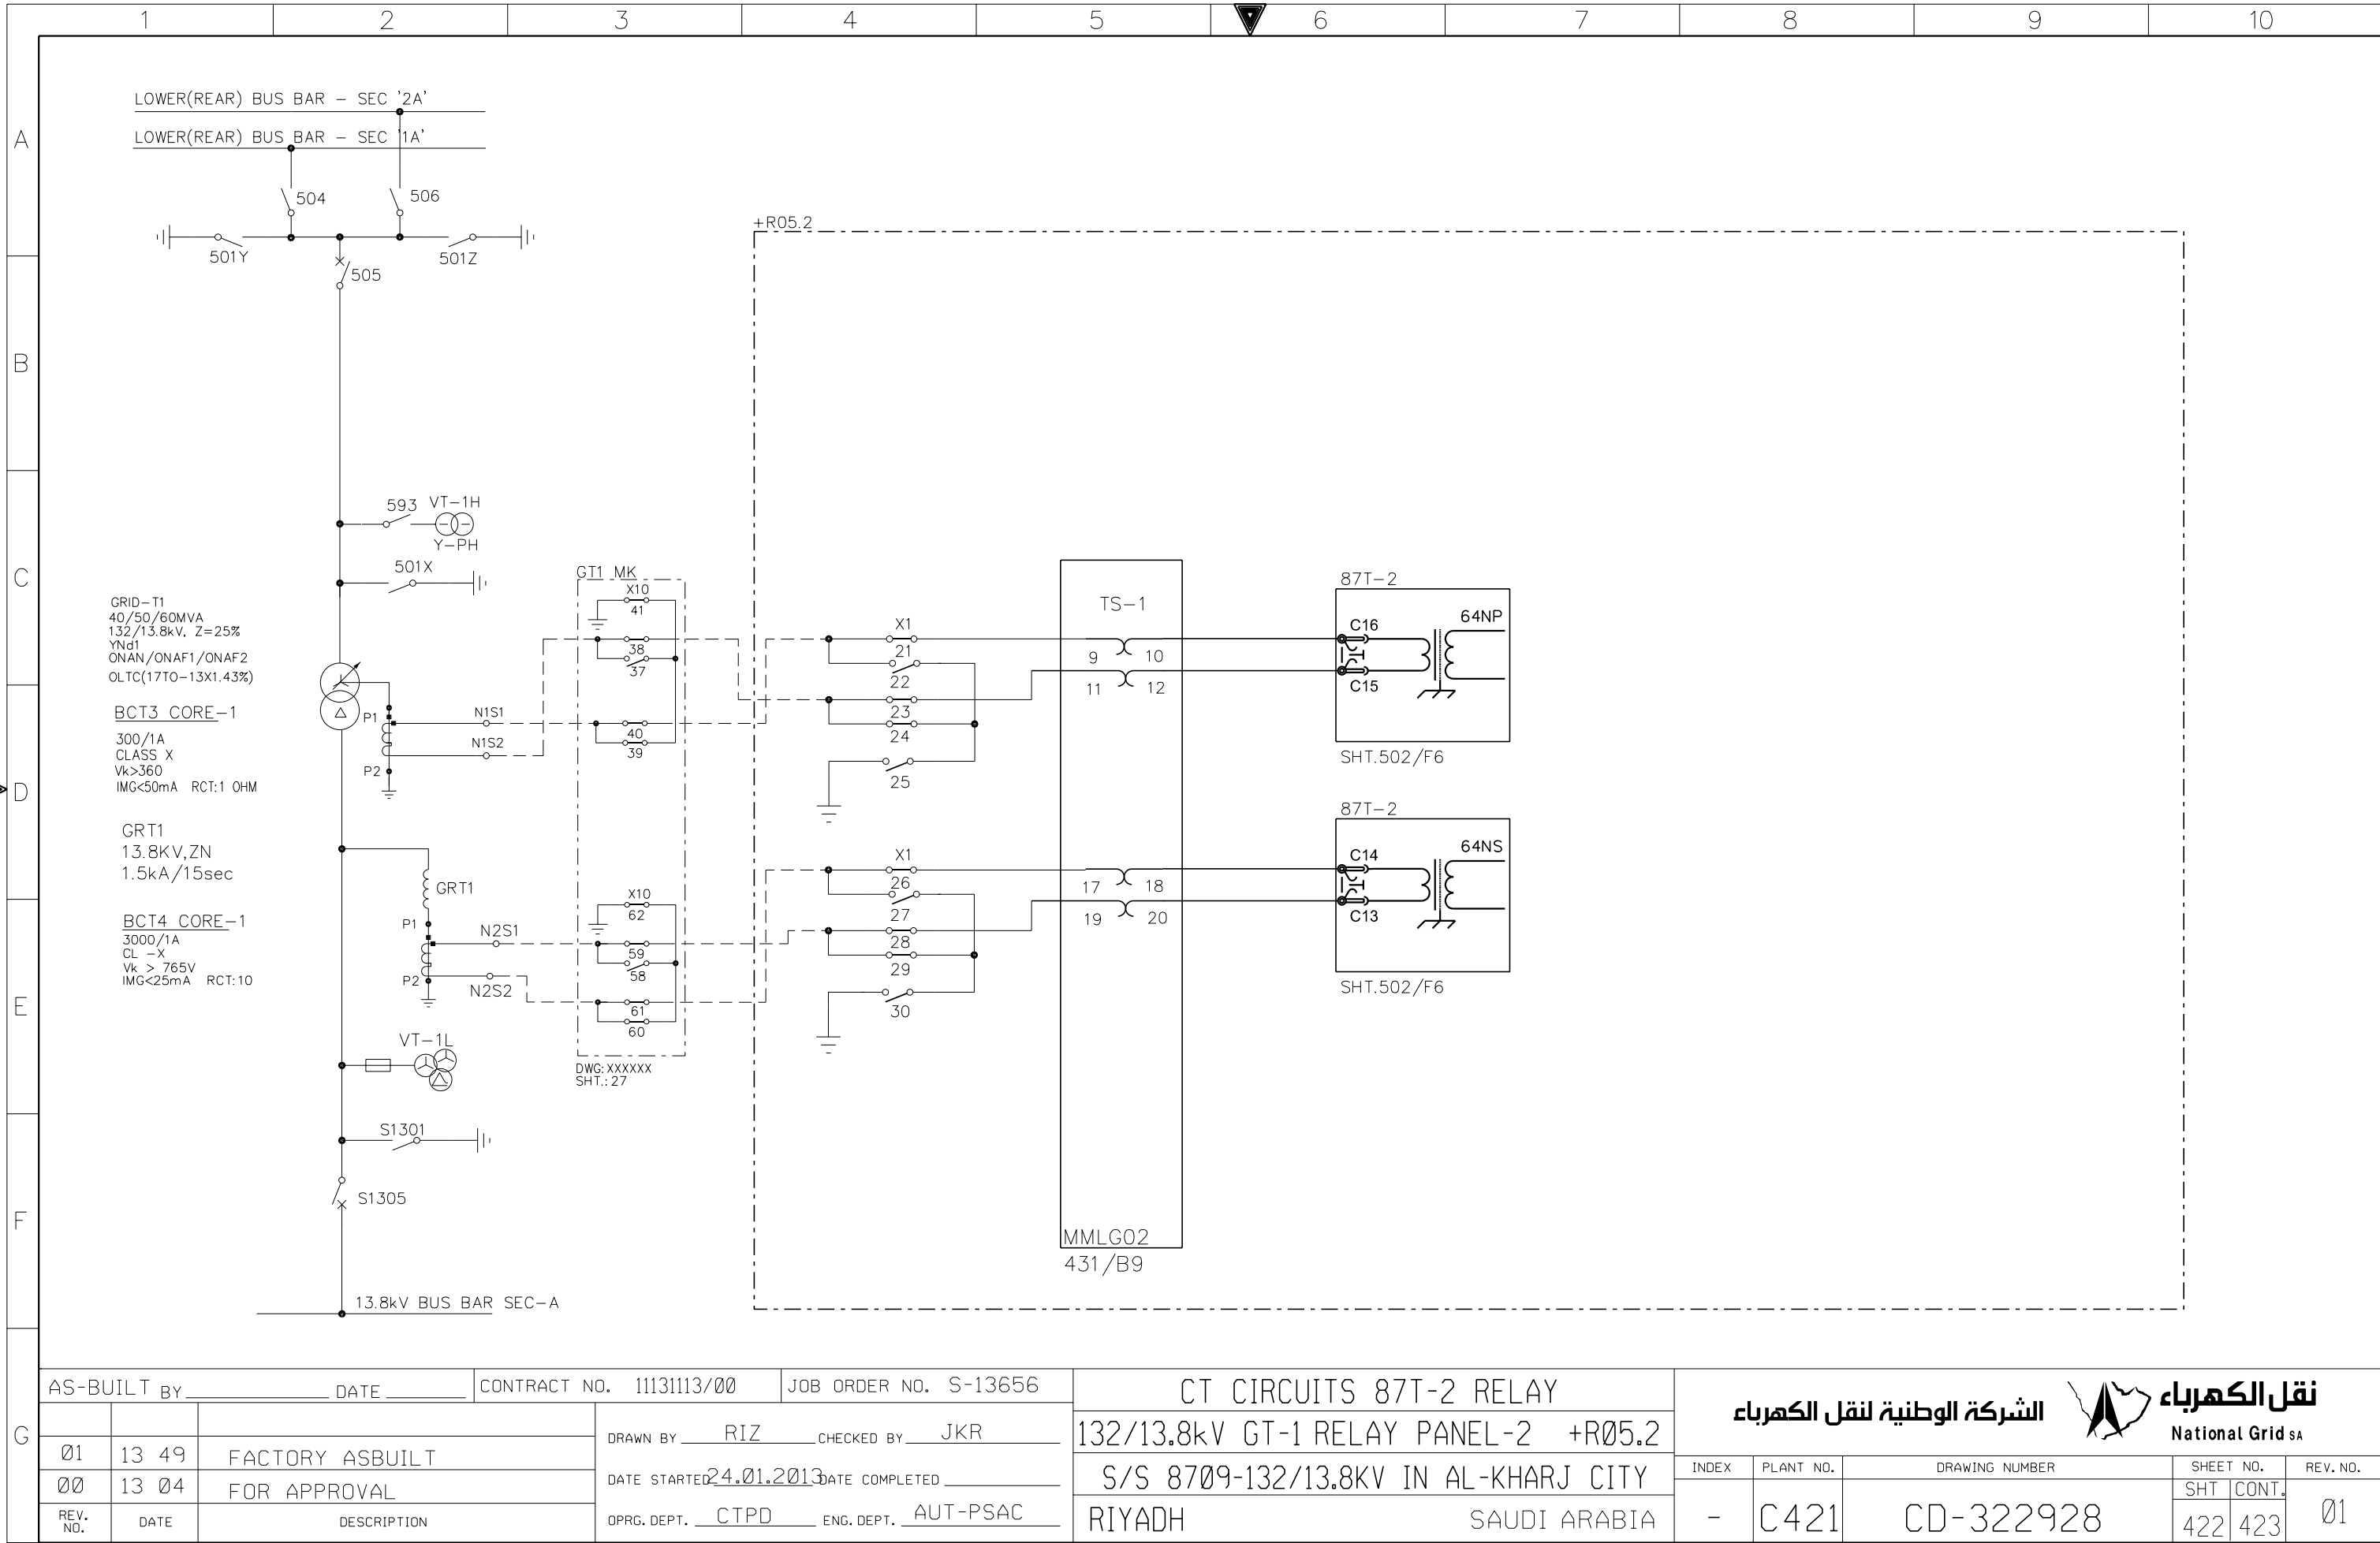 1 2 3 4 5 6 7 8 9 10
A
B
C
D
E
F
G
LOWER(REAR) BUS BAR - SEC '2A'
LOWER(REAR) BUS BAR - SEC '1A'
504
506
501Y
501Z
505
593 VT-1H
Y-PH
501X
GRID-T1
40/50/60MVA
132/13.8kV, Z=25%
YNd1
ONAN/ONAF1/ONAF2
OLTC(17TO-13X1.43%)
BCT3 CORE-1
300/1A
CLASS X
Vk>360
IMG<50mA RCT:1 OHM
P1
P2
N1S1
N1S2
GRT1
13.8KV,ZN
1.5kA/15sec
BCT4 CORE-1
3000/1A
CL -X
Vk > 765V
IMG<25mA RCT:10
GRT1
P1
P2
N2S1
N2S2
VT-1L
S1301
S1305
13.8kV BUS BAR SEC-A
GT1 MK
X10
41
38
37
40
39
X10
62
59
58
61
60
DWG:XXXXXX
SHT.:27
+R05.2
X1
21
22
23
24
25
X1
26
27
28
29
30
TS-1
9 10
11 12
17 18
19 20
MMLG02
431/B9
87T-2
64NP
C16
C15
SHT.502/F6
87T-2
64NS
C14
C13
SHT.502/F6
AS-BUILT BY DATE
CONTRACT NO. 11131113/00
JOB ORDER NO. S-13656
01 13 49 FACTORY ASBUILT
00 13 04 FOR APPROVAL
REV. NO. DATE DESCRIPTION
DRAWN BY RIZ CHECKED BY JKR
DATE STARTED 24.01.2013 DATE COMPLETED
OPRG. DEPT. CTPD ENG. DEPT. AUT-PSAC
CT CIRCUITS 87T-2 RELAY
132/13.8kV GT-1 RELAY PANEL-2 +RØ5.2
S/S 8709-132/13.8KV IN AL-KHARJ CITY
RIYADH SAUDI ARABIA
الشركة الوطنية لنقل الكهرباء
نقل الكهرباء
National Grid SA
INDEX PLANT NO. DRAWING NUMBER SHEET NO. REV. NO.
SHT CONT.
- C421 CD-322928 422 423 Ø1